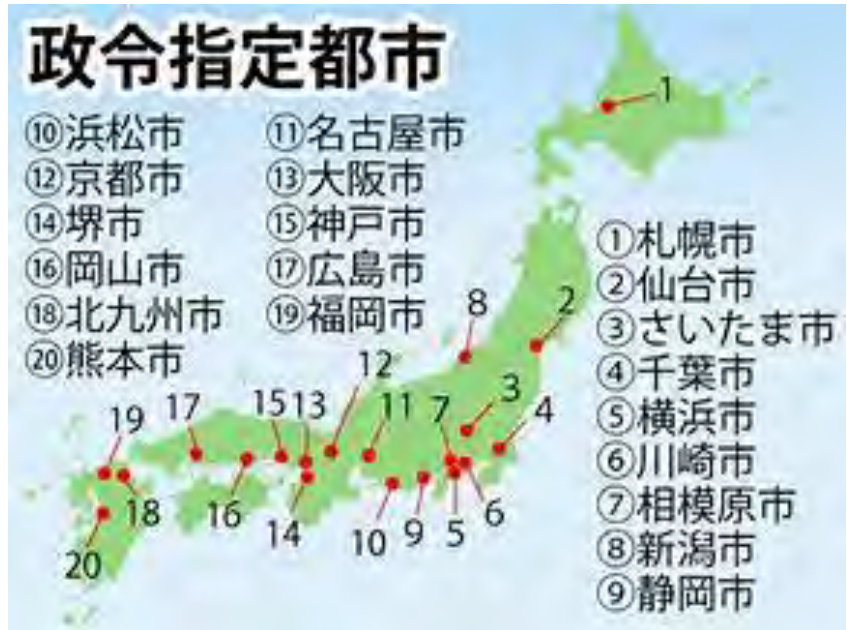 政令指定都市
⑩浜松市 ⑪名古屋市
⑫京都市 ⑬大阪市
⑭堺市 ⑮神戸市
⑯岡山市 ⑰広島市
⑱北九州市 ⑲福岡市
⑳熊本市
①札幌市
②仙台市
③さいたま市
④千葉市
⑤横浜市
⑥川崎市
⑦相模原市
⑧新潟市
⑨静岡市
1
8 2
12
19 17 15 13 11 7 3 4
20 18 16 14 10 9 5 6